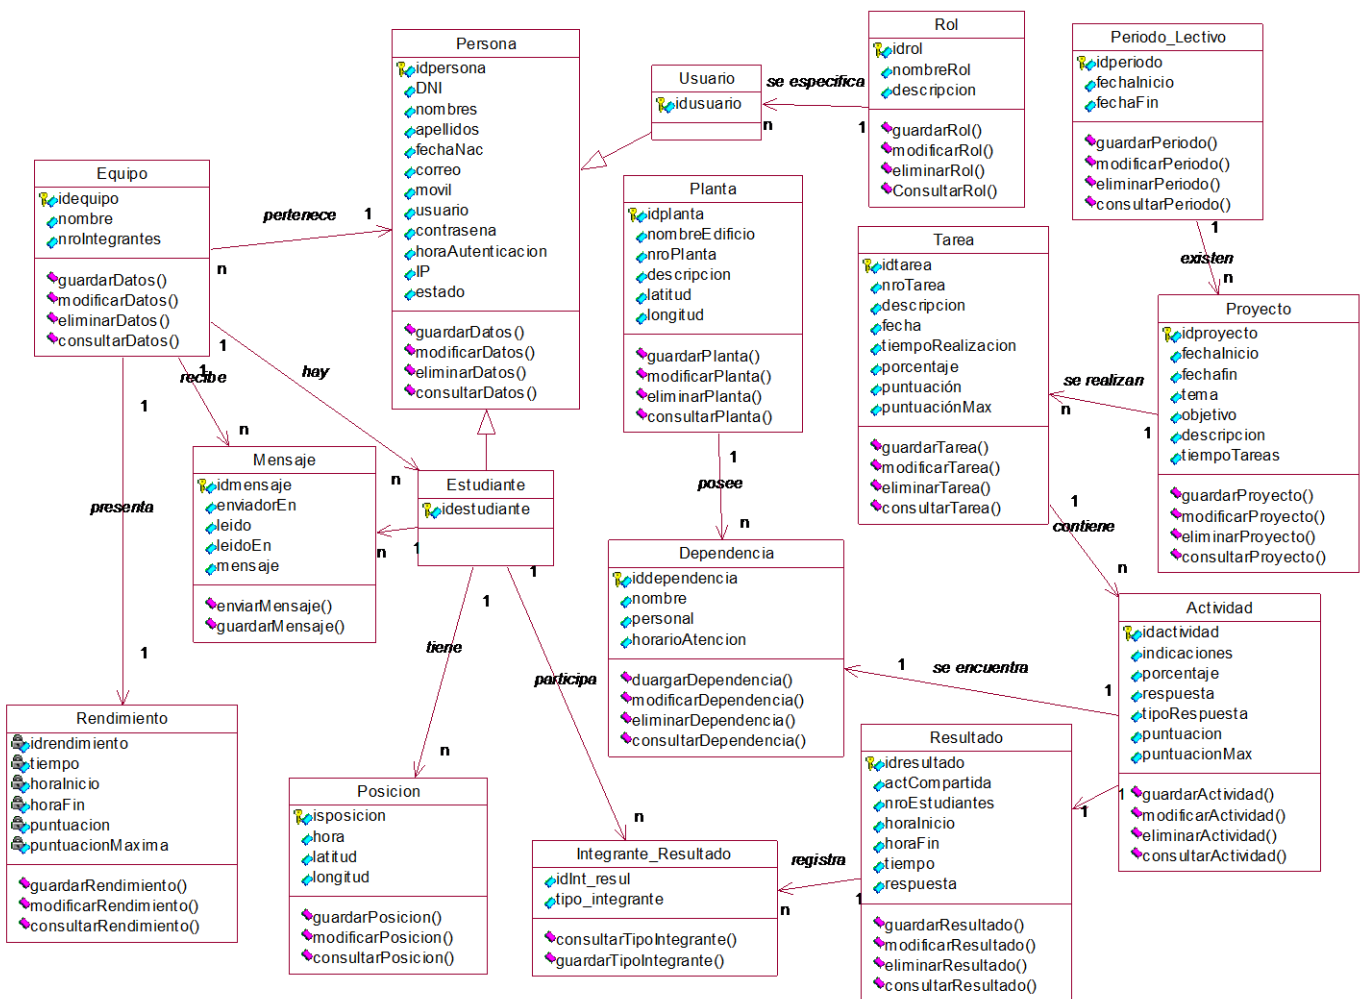 Persona
idpersona
DNI
nombres
apellidos
fechaNac
correo
movil
usuario
contrasena
horaAutenticacion
IP
estado
guardarDatos()
modificarDatos()
eliminarDatos()
consultarDatos()
Usuario
idusuario
se especifica
n
1
Rol
idrol
nombreRol
descripcion
guardarRol()
modificarRol()
eliminarRol()
ConsultarRol()
Periodo_Lectivo
idperiodo
fechaInicio
fechaFin
guardarPeriodo()
modificarPeriodo()
eliminarPeriodo()
consultarPeriodo()
1
existen
n
Equipo
idequipo
nombre
nroIntegrantes
guardarDatos()
modificarDatos()
eliminarDatos()
consultarDatos()
pertenece
1
n
1
hay
n
1
recibe
n
1
presenta
1
Planta
idplanta
nombreEdificio
nroPlanta
descripcion
latitud
longitud
guardarPlanta()
modificarPlanta()
eliminarPlanta()
consultarPlanta()
1
posee
n
Tarea
idtarea
nroTarea
descripcion
fecha
tiempoRealizacion
porcentaje
puntuación
puntuaciónMax
guardarTarea()
modificarTarea()
eliminarTarea()
consultarTarea()
se realizan
n
1
1
contiene
n
Proyecto
idproyecto
fechaInicio
fechafin
tema
objetivo
descripcion
tiempoTareas
guardarProyecto()
modificarProyecto()
eliminarProyecto()
consultarProyecto()
Mensaje
idmensaje
enviadorEn
leido
leidoEn
mensaje
enviarMensaje()
guardarMensaje()
n
1
Estudiante
idestudiante
1
tiene
n
1
participa
n
Dependencia
iddependencia
nombre
personal
horarioAtencion
duargarDependencia()
modificarDependencia()
eliminarDependencia()
consultarDependencia()
1
se encuentra
1
Actividad
idactividad
indicaciones
porcentaje
respuesta
tipoRespuesta
puntuacion
puntuacionMax
guardarActividad()
modificarActividad()
eliminarActividad()
consultarActividad()
1
1
Rendimiento
idrendimiento
tiempo
horaInicio
horaFin
puntuacion
puntuacionMaxima
guardarRendimiento()
modificarRendimiento()
consultarRendimiento()
Posicion
isposicion
hora
latitud
longitud
guardarPosicion()
modificarPosicion()
consultarPosicion()
Integrante_Resultado
idInt_resul
tipo_integrante
consultarTipoIntegrante()
guardarTipoIntegrante()
registra
n
1
Resultado
idresultado
actCompartida
nroEstudiantes
horaInicio
horaFin
tiempo
respuesta
guardarResultado()
modificarResultado()
eliminarResultado()
consultarResultado()